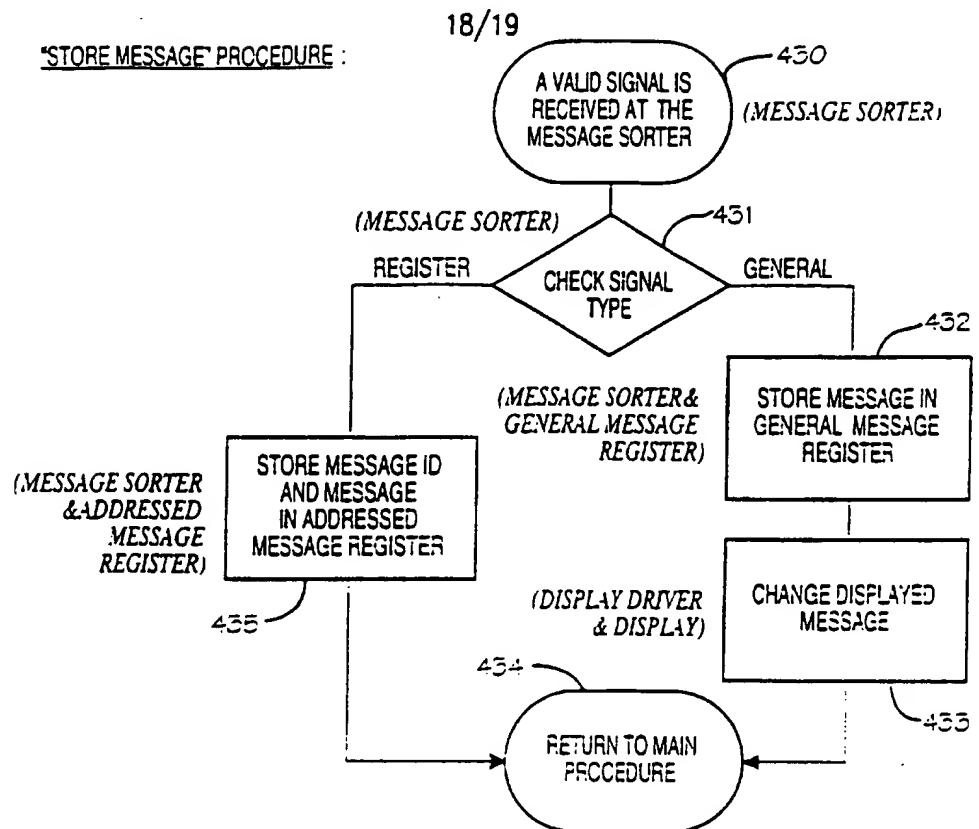 18/19
"STORE MESSAGE" PROCEDURE :
430
A VALID SIGNAL IS
RECEIVED AT THE
MESSAGE SORTER
(MESSAGE SORTER)
(MESSAGE SORTER)
431
REGISTER
CHECK SIGNAL
TYPE
GENERAL
432
(MESSAGE SORTER&
GENERAL MESSAGE
REGISTER)
STORE MESSAGE IN
GENERAL MESSAGE
REGISTER
(MESSAGE SORTER
&ADDRESSED
MESSAGE
REGISTER)
STORE MESSAGE ID
AND MESSAGE
IN ADDRESSED
MESSAGE REGISTER
435
(DISPLAY DRIVER
& DISPLAY)
CHANGE DISPLAYED
MESSAGE
433
434
RETURN TO MAIN
PROCEDURE